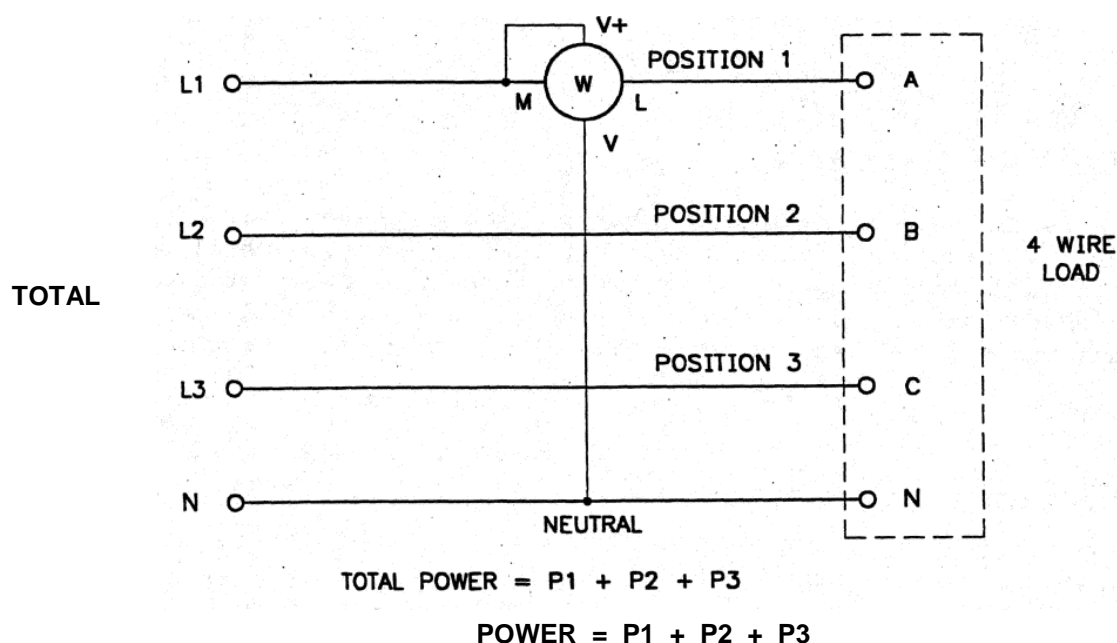 V+
L1
M
W
L
POSITION 1
A
V
L2
POSITION 2
B
4 WIRE
LOAD
TOTAL
L3
POSITION 3
C
N
N
NEUTRAL
TOTAL POWER = P1 + P2 + P3
POWER = P1 + P2 + P3